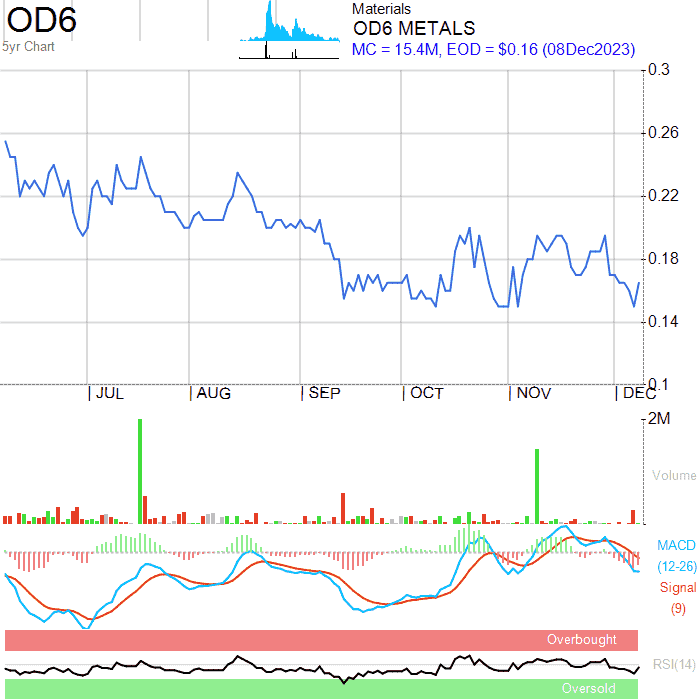 OD6
5yr Chart
Materials
OD6 METALS
MC = 15.4M, EOD = $0.16 (08Dec2023)
0.3
0.26
0.22
0.18
0.14
0.1
JUL AUG SEP OCT NOV DEC
2M
Volume
MACD
(12-26)
Signal
(9)
Overbought
RSI(14)
Oversold